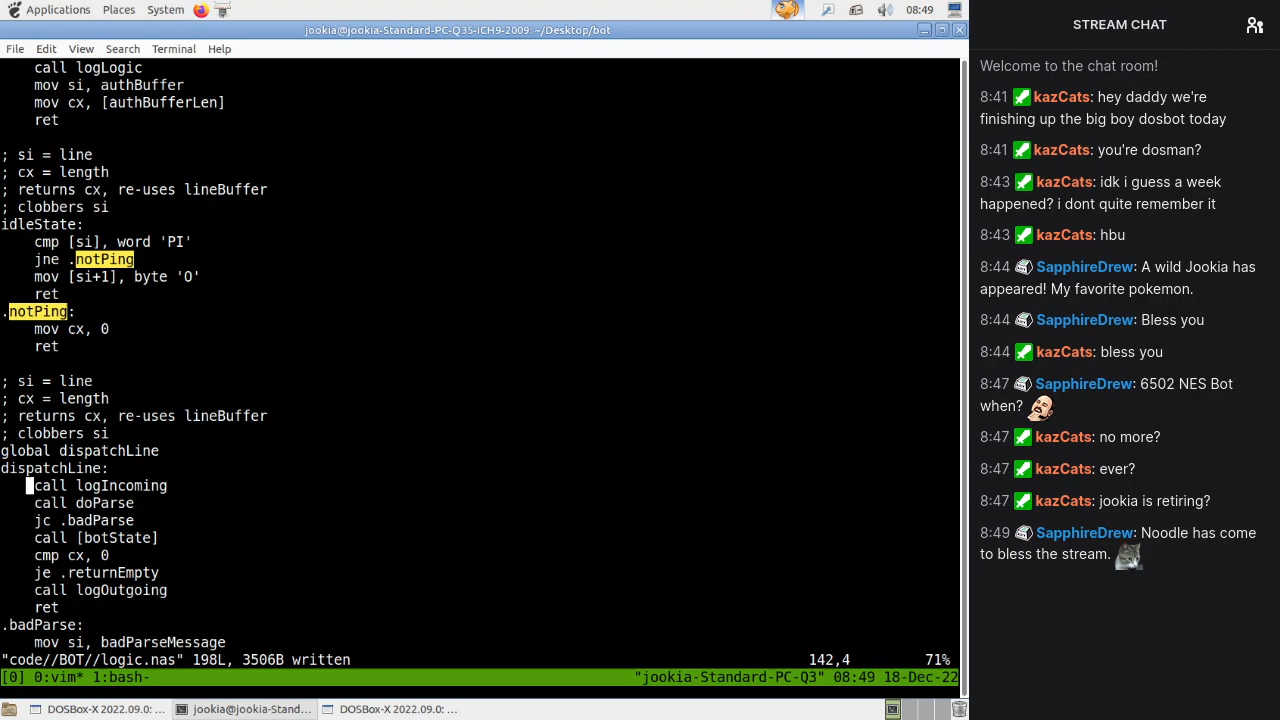 Applications Places System 08:49
jookia@jookia-Standard-PC-Q35-ICH9-2009: ~/Desktop/bot
File Edit View Search Terminal Help
call logLogic
mov si, authBuffer
mov cx, [authBufferLen]
ret
; si = line
; cx = length
; returns cx, re-uses lineBuffer
; clobbers si
idleState:
cmp [si], word 'PI'
jne .notPing
mov [si+1], byte 'O'
ret
.notPing:
mov cx, 0
ret
; si = line
; cx = length
; returns cx, re-uses lineBuffer
; clobbers si
global dispatchLine
dispatchLine:
call logIncoming
call doParse
jc .badParse
call [botState]
cmp cx, 0
je .returnEmpty
call logOutgoing
ret
.badParse:
mov si, badParseMessage
"code//BOT//logic.nas" 198L, 3506B written 142,4 71%
[0] 0:vim* 1:bash- "jookia-Standard-PC-Q3" 08:49 18-Dec-22
DOSBox-X 2022.09.0: ... jookia@jookia-Stand... DOSBox-X 2022.09.0: ...
STREAM CHAT
Welcome to the chat room!
8:41 kazCats: hey daddy we're
finishing up the big boy dosbot today
8:41 kazCats: you're dosman?
8:43 kazCats: idk i guess a week
happened? i dont quite remember it
8:43 kazCats: hbu
8:44 SapphireDrew: A wild Jookia has
appeared! My favorite pokemon.
8:44 SapphireDrew: Bless you
8:44 kazCats: bless you
8:47 SapphireDrew: 6502 NES Bot
when?
8:47 kazCats: no more?
8:47 kazCats: ever?
8:47 kazCats: jookia is retiring?
8:49 SapphireDrew: Noodle has come
to bless the stream.